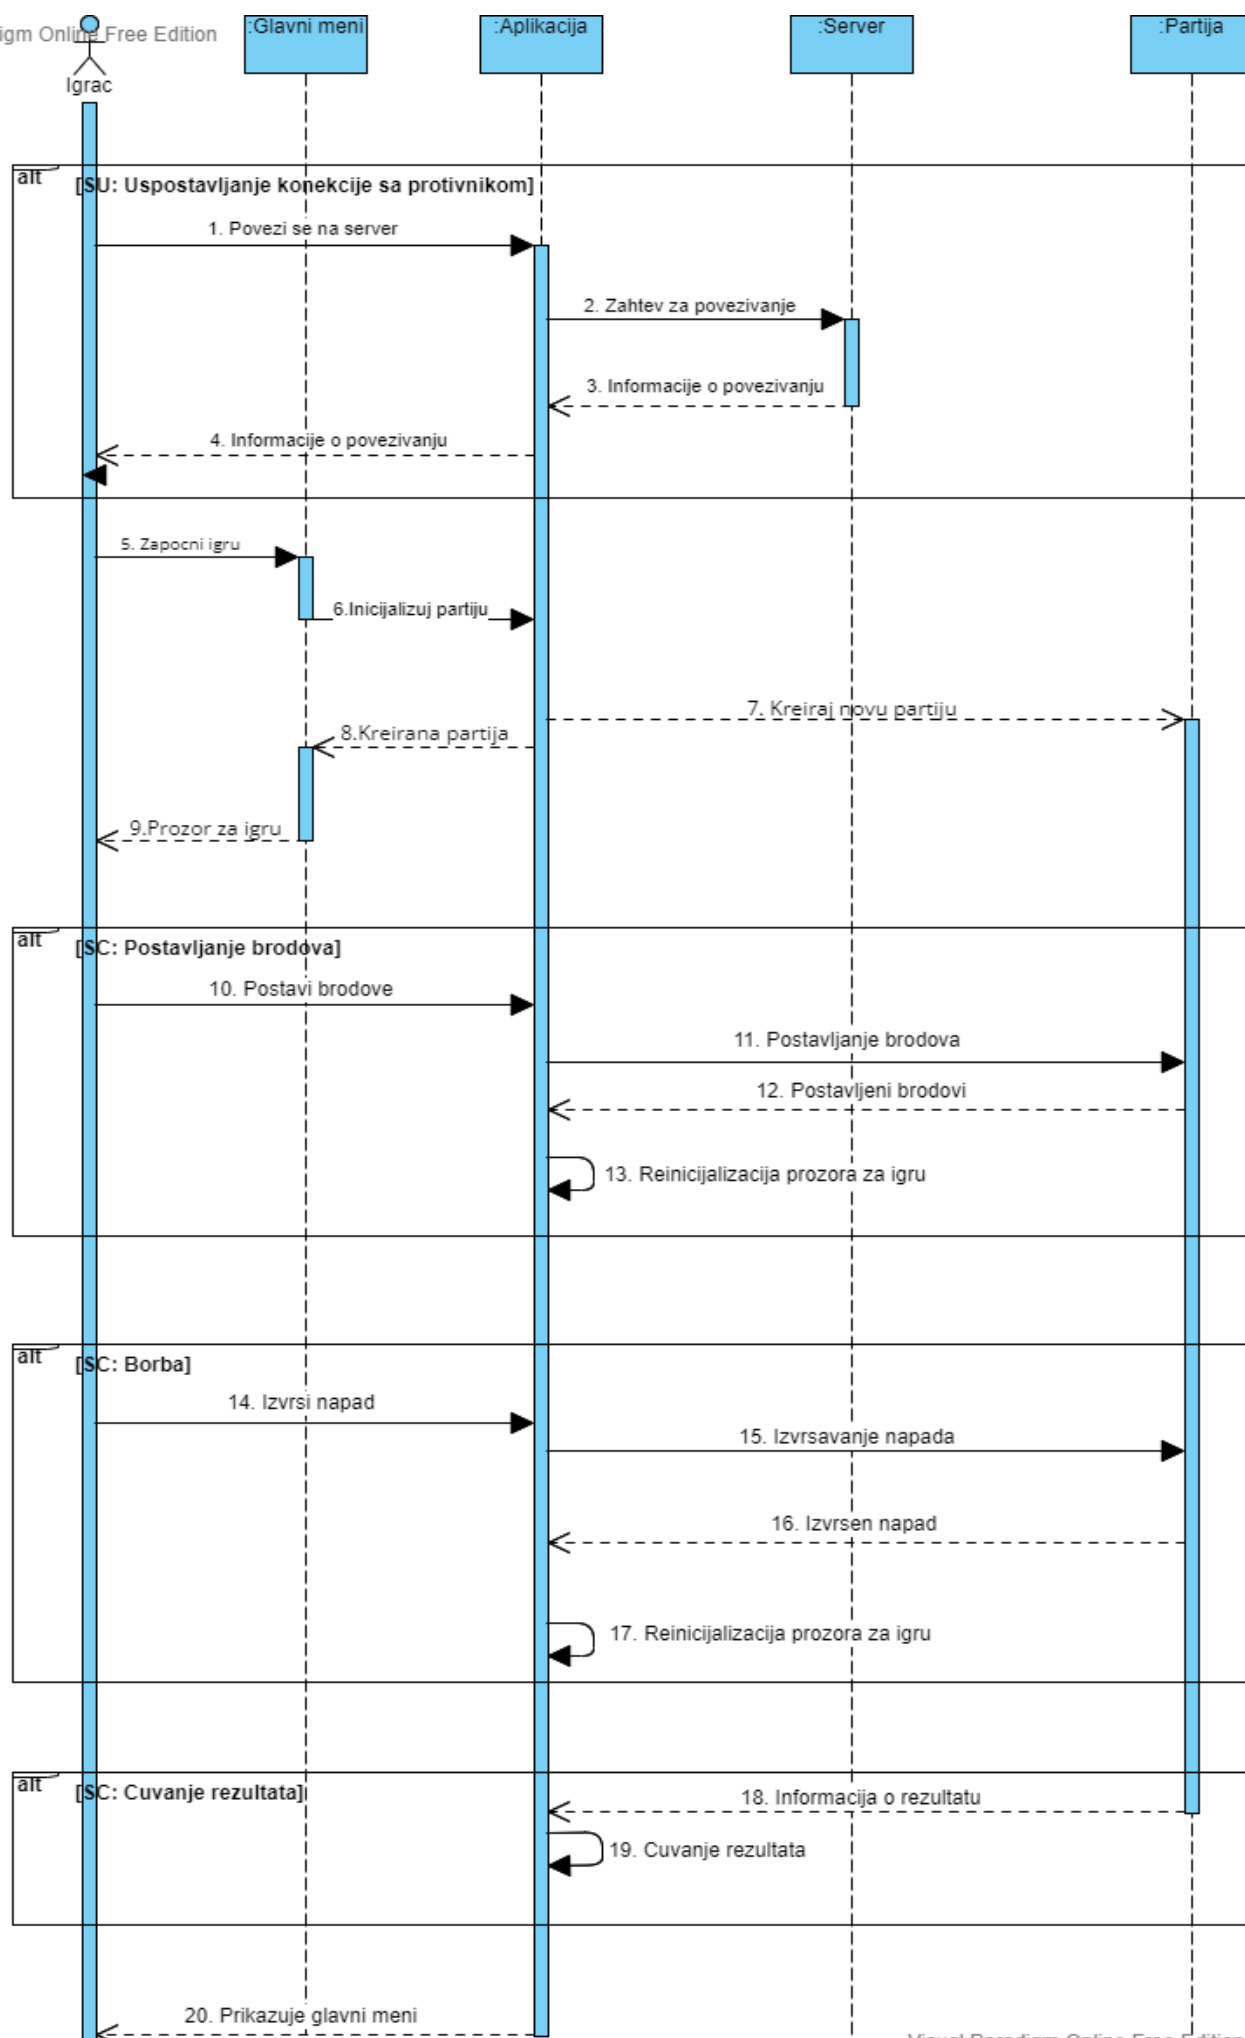 igm Online Free Edition
Igrac
:Glavni meni
:Aplikacija
:Server
:Partija
alt
[SU: Uspostavljanje konekcije sa protivnikom]
1. Povezi se na server
2. Zahtev za povezivanje
3. Informacije o povezivanju
4. Informacije o povezivanju
5. Zapocni igru
6.Inicijalizuj partiju
7. Kreiraj novu partiju
8.Kreirana partija
9.Prozor za igru
alt
[SC: Postavljanje brodova]
10. Postavi brodove
11. Postavljanje brodova
12. Postavljeni brodovi
13. Reinicijalizacija prozora za igru
alt
[SC: Borba]
14. Izvrsi napad
15. Izvrsavanje napada
16. Izvrsen napad
17. Reinicijalizacija prozora za igru
alt
[SC: Cuvanje rezultata]
18. Informacija o rezultatu
19. Cuvanje rezultata
20. Prikazuje glavni meni
Visual Paradigm Online Free Edition